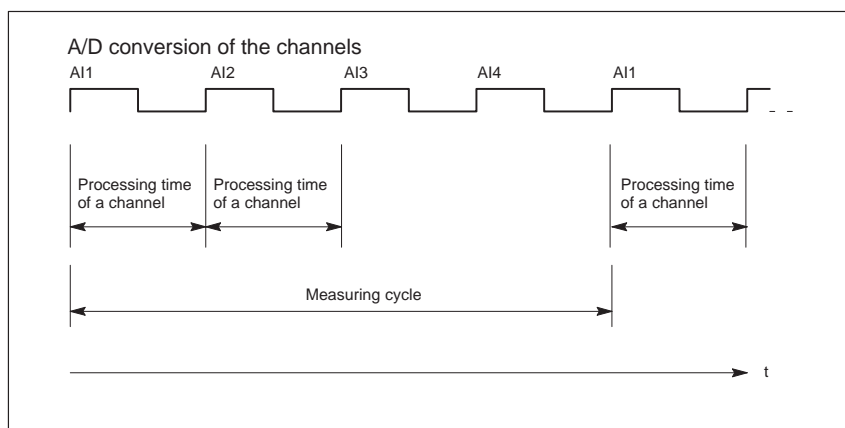 A/D conversion of the channels
AI1 AI2 AI3 AI4 AI1
Processing time
of a channel
Processing time
of a channel
Processing time
of a channel
Measuring cycle
t